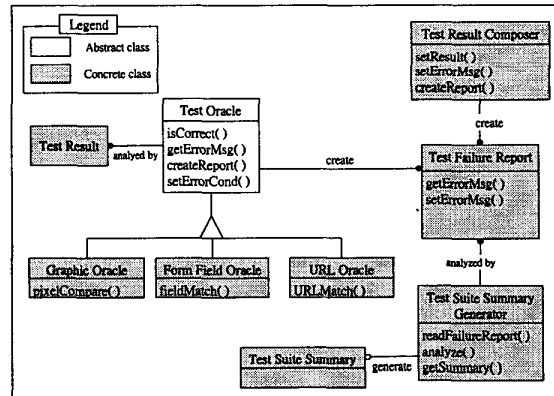 Legend
Abstract class
Concrete class
Test Result Composer
setResult( )
setErrorMsg( )
createReport( )
create
Test Oracle
isCorrect( )
getErrorMsg( )
createReport( )
setErrorCond( )
Test Result
analyed by
create
Test Failure Report
getErrorMsg( )
setErrorMsg( )
analyzed by
Graphic Oracle
pixelCompare( )
Form Field Oracle
fieldMatch( )
URL Oracle
URLMatch( )
Test Suite Summary
Generator
readFailureReport( )
analyze( )
getSummary( )
Test Suite Summary
generate